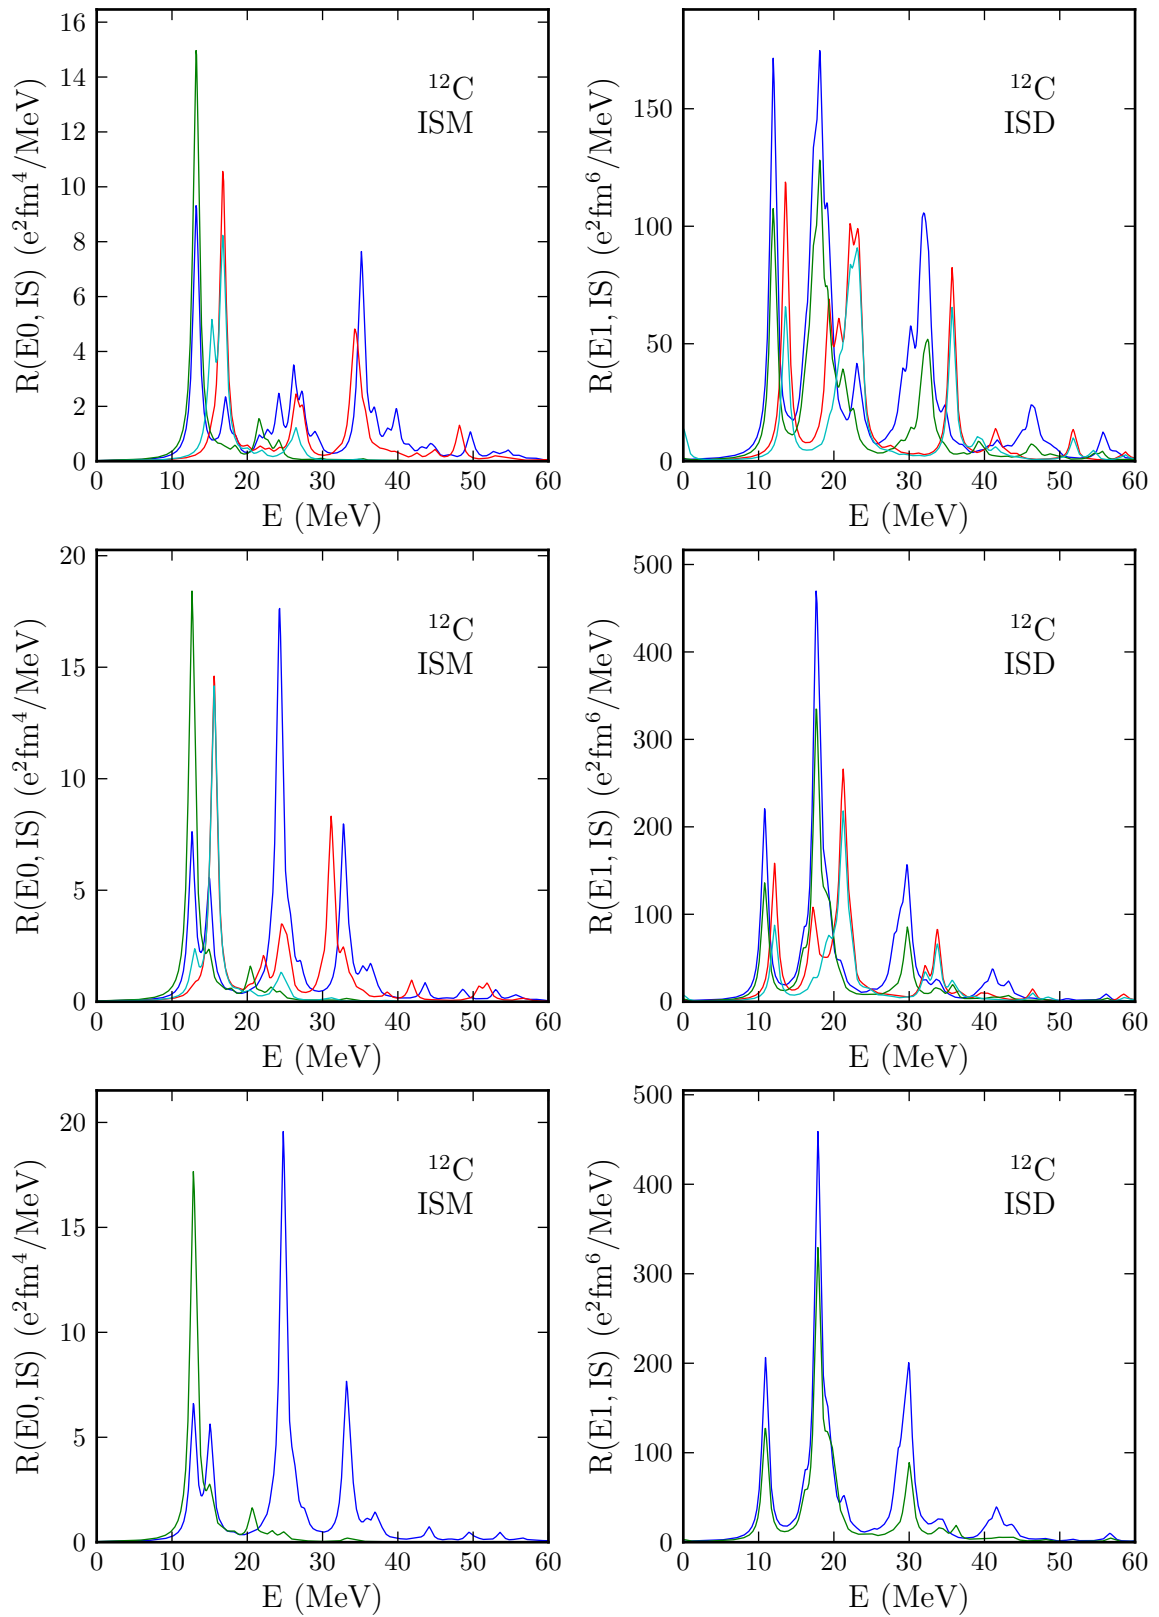 16
14
12
10
8
6
4
2
0
R(E0, IS) (e²fm⁴/MeV)
¹²C
ISM
0 10 20 30 40 50 60
E (MeV)
150
100
50
0
R(E1, IS) (e²fm⁶/MeV)
¹²C
ISD
0 10 20 30 40 50 60
E (MeV)
20
15
10
5
0
R(E0, IS) (e²fm⁴/MeV)
¹²C
ISM
0 10 20 30 40 50 60
E (MeV)
500
400
300
200
100
0
R(E1, IS) (e²fm⁶/MeV)
¹²C
ISD
0 10 20 30 40 50 60
E (MeV)
20
15
10
5
0
R(E0, IS) (e²fm⁴/MeV)
¹²C
ISM
0 10 20 30 40 50 60
E (MeV)
500
400
300
200
100
0
R(E1, IS) (e²fm⁶/MeV)
¹²C
ISD
0 10 20 30 40 50 60
E (MeV)